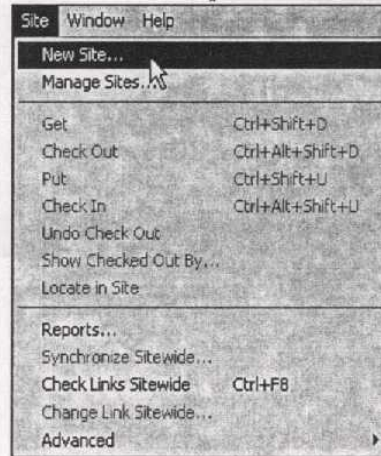 Site Window Help
New Site...
Manage Sites...
Get Ctrl+Shift+D
Check Out Ctrl+Alt+Shift+D
Put Ctrl+Shift+U
Check In Ctrl+Alt+Shift+U
Undo Check Out
Show Checked Out By...
Locate in Site
Reports...
Synchronize Sitewide...
Check Links Sitewide Ctrl+F8
Change Link Sitewide...
Advanced